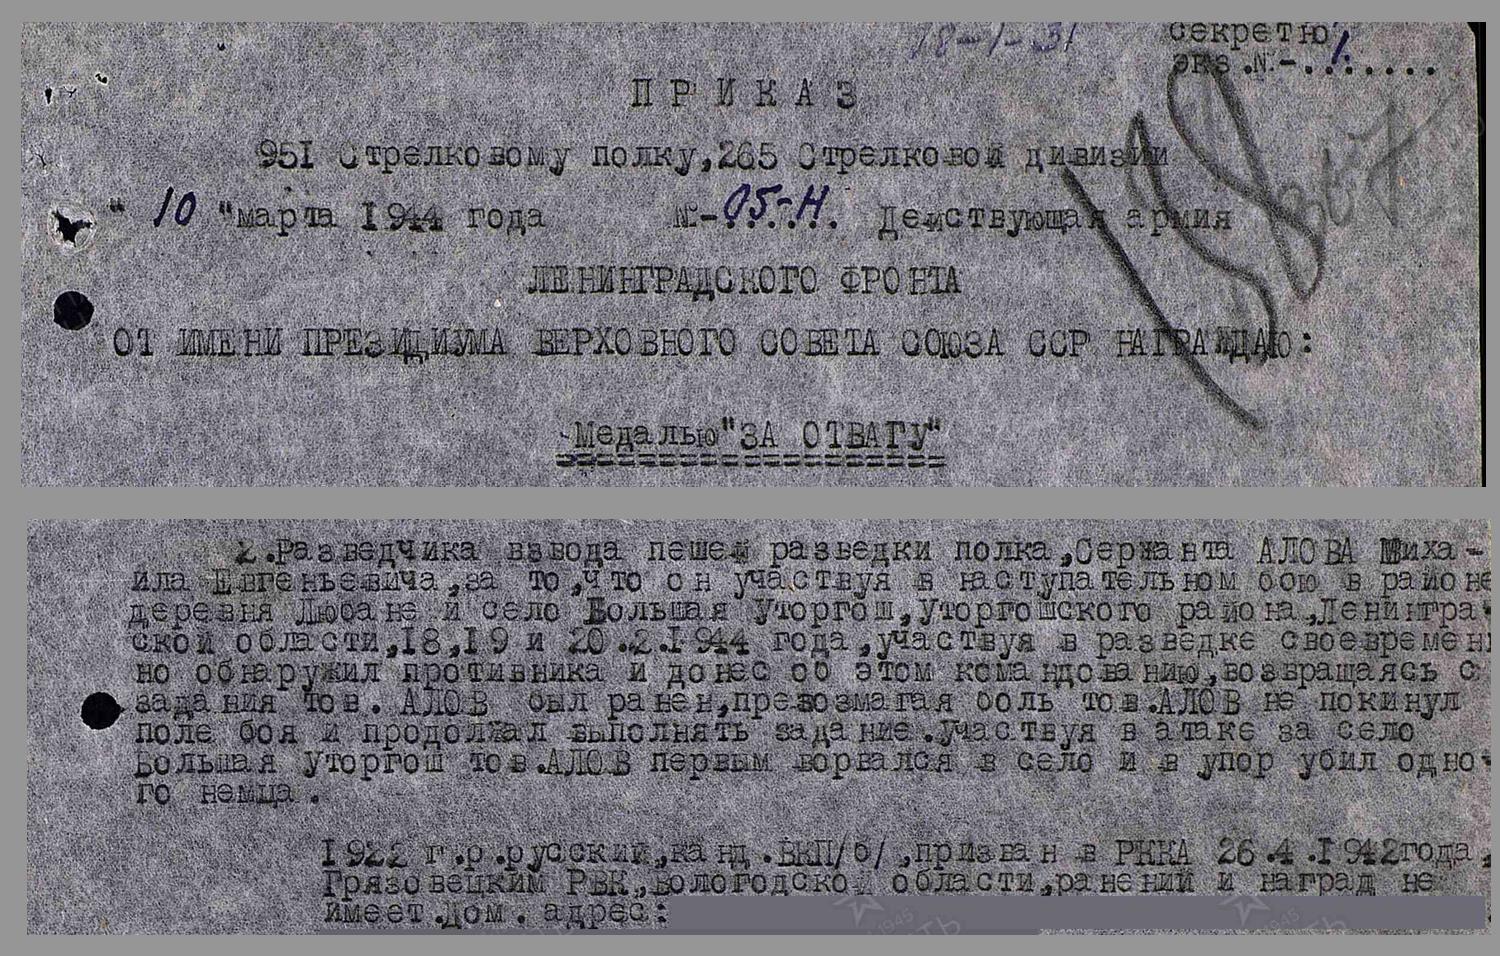 18-1-31
секретно
экз.№-.1......
ПРИКАЗ
951 Стрелковому полку,265 Стрелковой дивизии
" 10 "марта 1944 года №-05-Н. Действующая армия
ЛЕНИНГРАДСКОГО ФРОНТА
ОТ ИМЕНИ ПРЕЗИДИУМА ВЕРХОВНОГО СОВЕТА СОЮЗА ССР НАГРАЖДАЮ:
Медалью"ЗА ОТВАГУ"
2.Разведчика взвода пешей разведки полка,Сержанта АЛОВА Миха-
ила Евгеньевича,за то,что он участвуя в наступательном бою в районе
деревня Любане и село Большая Уторгош,Уторгошского района,Ленингра
ской области,18,19 и 20.2.1944 года,участвуя в разведке своевремен
но обнаружил противника и донес об этом командованию,возвращаясь с
задания тов. АЛОВ был ранен,превозмагая боль тов.АЛОВ не покинул
поле боя и продолжал выполнять задание.Участвуя в атаке за село
Большая Уторгош тов.АЛОВ первым ворвался в село и в упор убил одно
го немца.
1922 г.р.русский,канд.ВКП/б/,призван в РККА 26.4.1942года,
Грязовецким РВК,Вологодской области,ранений и наград не
имеет.Дом. адрес: